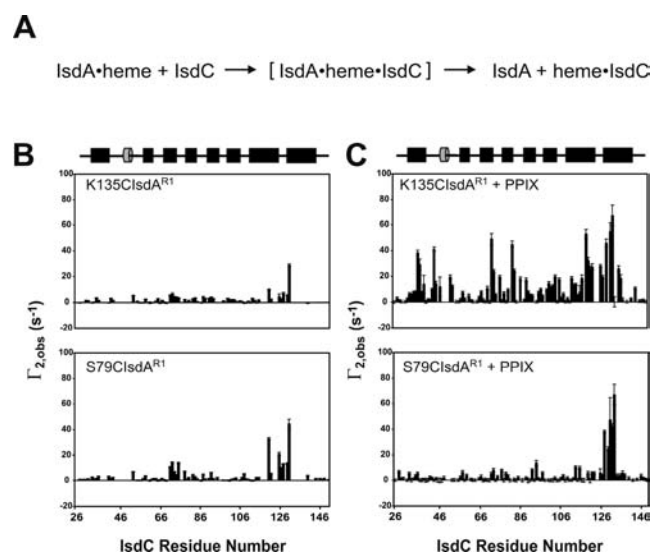 A
IsdA•heme + IsdC → [IsdA•heme•IsdC] → IsdA + heme•IsdC
B
C
K135CIsdA^R1
100
80
60
40
20
0
-20
K135CIsdA^R1 + PPIX
100
80
60
40
20
0
-20
Γ2,obs (s⁻¹)
S79CIsdA^R1
100
80
60
40
20
0
-20
26 46 66 86 106 126 146
IsdC Residue Number
S79CIsdA^R1 + PPIX
100
80
60
40
20
0
-20
26 46 66 86 106 126 146
IsdC Residue Number